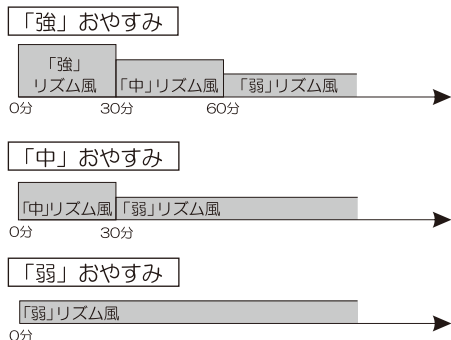 「強」おやすみ
「強」
リズム風
「中」リズム風
「弱」リズム風
0分
30分
60分
「中」おやすみ
「中」リズム風
「弱」リズム風
0分
30分
「弱」おやすみ
「弱」リズム風
0分